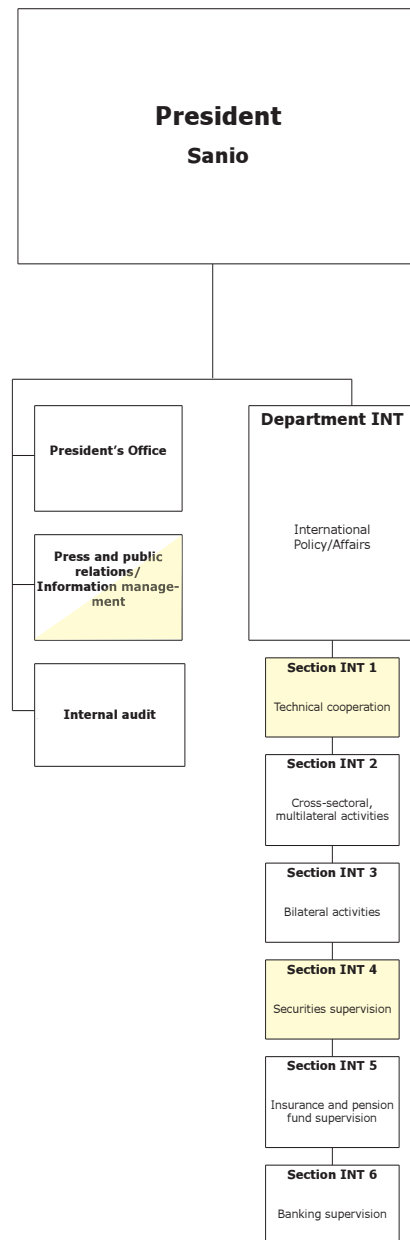 President
Sanio
President's Office
Press and public
relations/
Information manage-
ment
Internal audit
Department INT
International
Policy/Affairs
Section INT 1
Technical cooperation
Section INT 2
Cross-sectoral,
multilateral activities
Section INT 3
Bilateral activities
Section INT 4
Securities supervision
Section INT 5
Insurance and pension
fund supervision
Section INT 6
Banking supervision